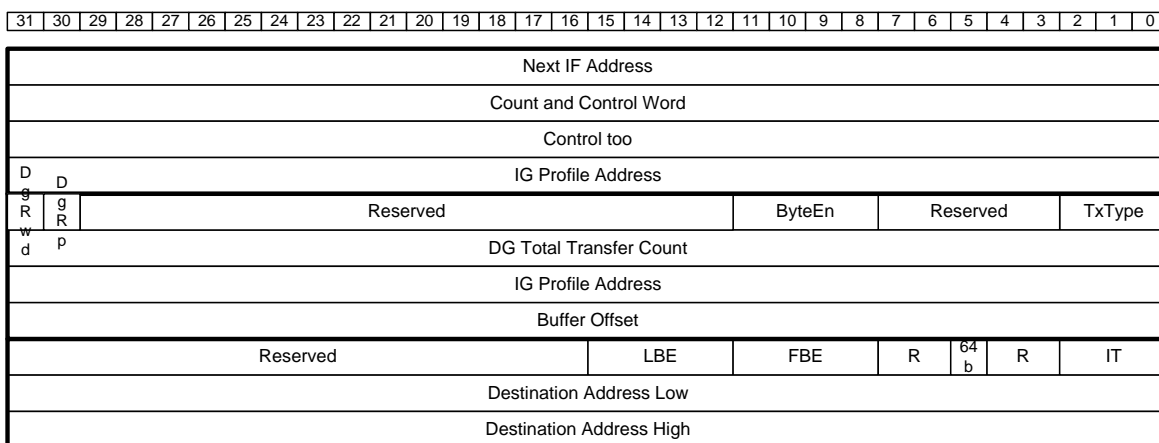 31 30 29 28 27 26 25 24 23 22 21 20 19 18 17 16 15 14 13 12 11 10 9 8 7 6 5 4 3 2 1 0
Next IF Address
Count and Control Word
Control too
IG Profile Address
DgRwd DgRp Reserved ByteEn Reserved TxType
DG Total Transfer Count
IG Profile Address
Buffer Offset
Reserved LBE FBE R 64b R IT
Destination Address Low
Destination Address High